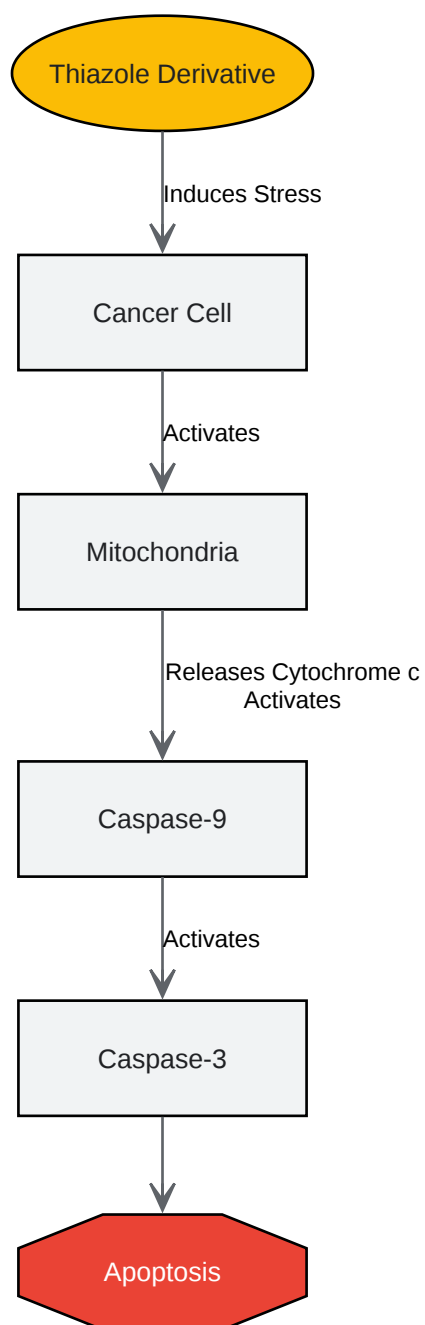 Thiazole Derivative
Induces Stress
Cancer Cell
Activates
Mitochondria
Releases Cytochrome c
Activates
Caspase-9
Activates
Caspase-3
Apoptosis